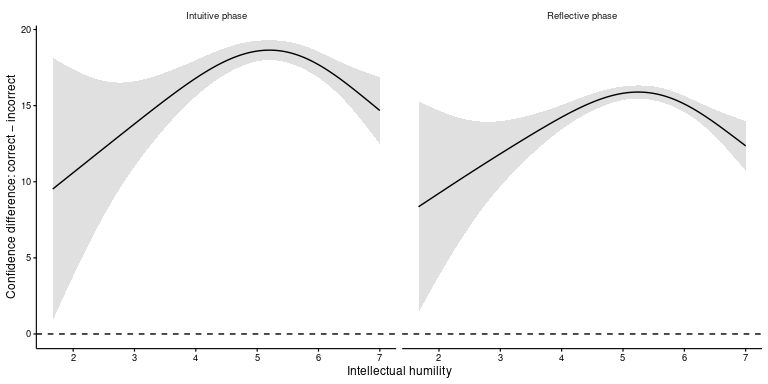 Intuitive phase
Reflective phase
20
15
10
5
0
Confidence difference: correct − incorrect
2 3 4 5 6 7
2 3 4 5 6 7
Intellectual humility